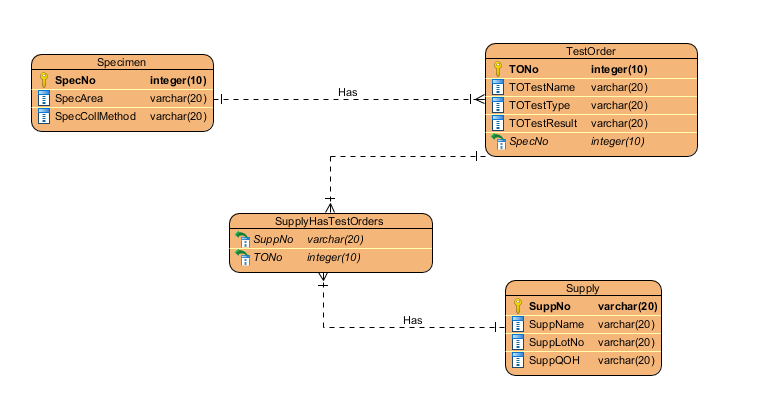 Specimen
SpecNo integer(10)
SpecArea varchar(20)
SpecCollMethod varchar(20)
Has
TestOrder
TONo integer(10)
TOTestName varchar(20)
TOTestType varchar(20)
TOTestResult varchar(20)
SpecNo integer(10)
SupplyHasTestOrders
SuppNo varchar(20)
TONo integer(10)
Has
Supply
SuppNo varchar(20)
SuppName varchar(20)
SuppLotNo varchar(20)
SuppQOH varchar(20)